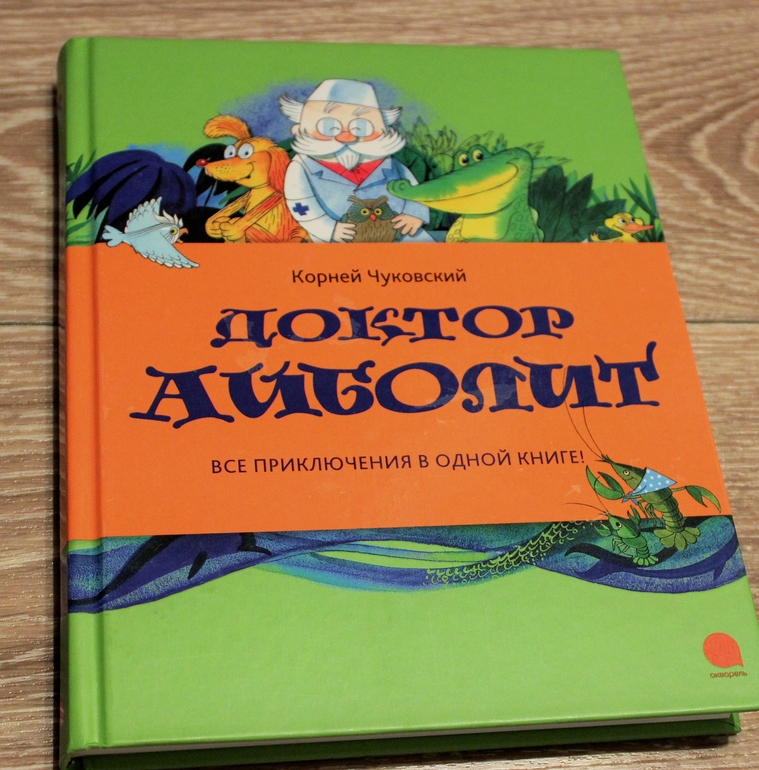 Корней Чуковский
ДОКТОР
АЙБОЛИТ
ВСЕ ПРИКЛЮЧЕНИЯ В ОДНОЙ КНИГЕ!
акварель